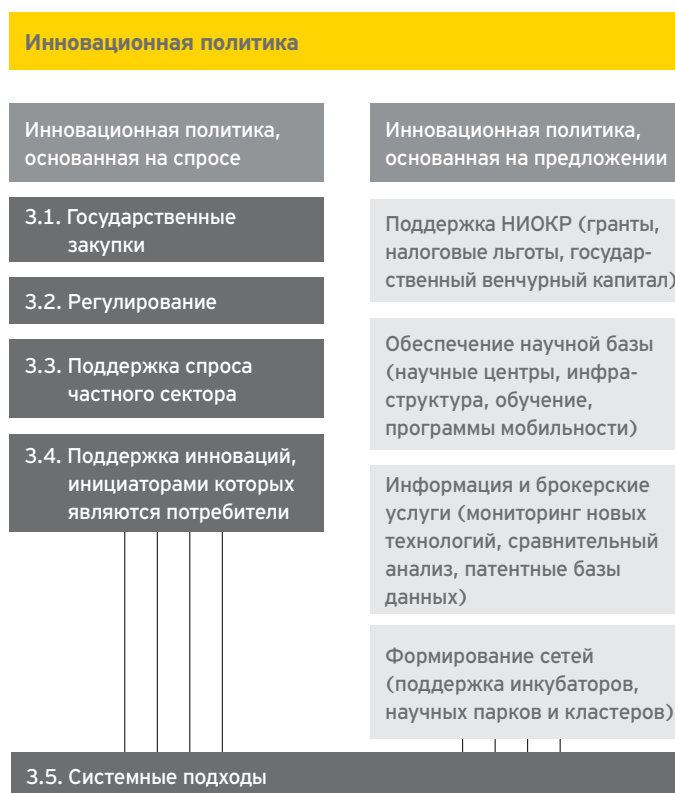 Инновационная политика
Инновационная политика,
основанная на спросе
3.1. Государственные
закупки
3.2. Регулирование
3.3. Поддержка спроса
частного сектора
3.4. Поддержка инноваций,
инициаторами которых
являются потребители
Инновационная политика,
основанная на предложении
Поддержка НИОКР (гранты,
налоговые льготы, государ-
ственный венчурный капитал)
Обеспечение научной базы
(научные центры, инфра-
структура, обучение,
программы мобильности)
Информация и брокерские
услуги (мониторинг новых
технологий, сравнительный
анализ, патентные базы
данных)
Формирование сетей
(поддержка инкубаторов,
научных парков и кластеров)
3.5. Системные подходы